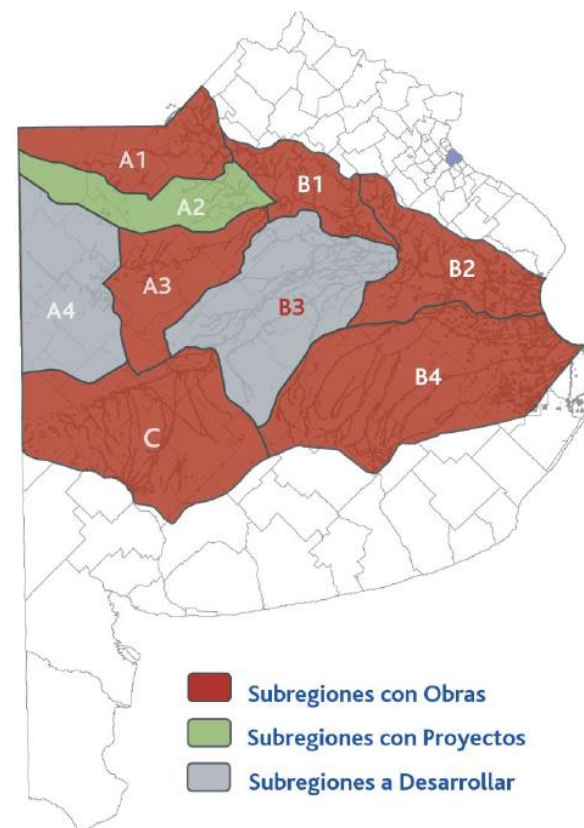 A1
A2
B1
B2
A3
A4
B3
B4
C
Subregiones con Obras
Subregiones con Proyectos
Subregiones a Desarrollar